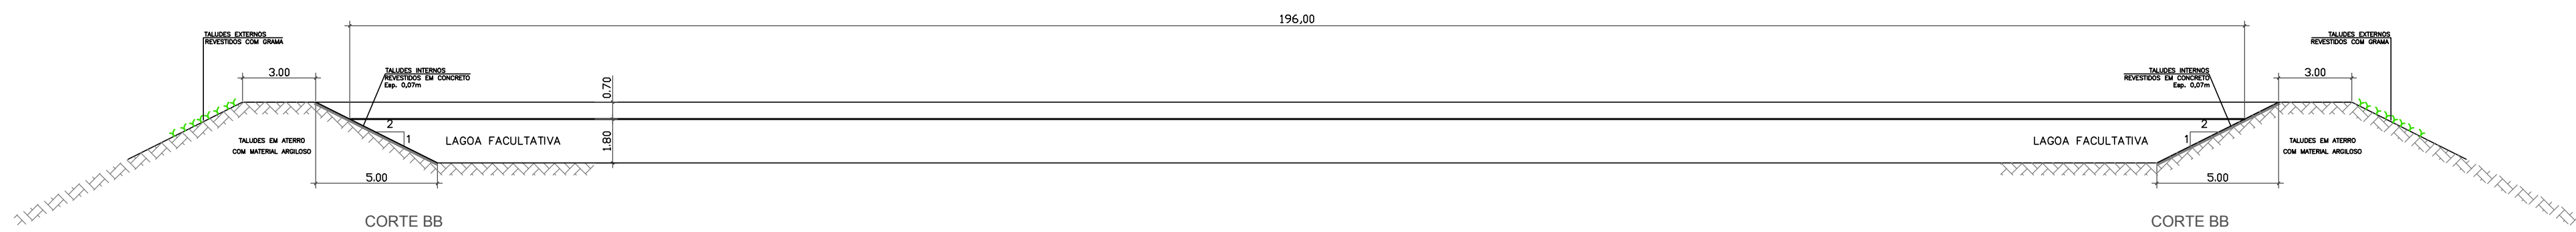 196,00
TALUDES EXTERNOS
REVESTIDOS COM GRAMA
TALUDES EXTERNOS
REVESTIDOS COM GRAMA
3.00
TALUDES INTERNOS
REVESTIDOS EM CONCRETO
Esp. 0,07m
0.70
TALUDES INTERNOS
REVESTIDOS EM CONCRETO
Esp. 0,07m
3.00
2
1
LAGOA FACULTATIVA
1.80
LAGOA FACULTATIVA
2
1
TALUDES EM ATERRO
COM MATERIAL ARGILOSO
TALUDES EM ATERRO
COM MATERIAL ARGILOSO
5.00
5.00
CORTE BB
CORTE BB